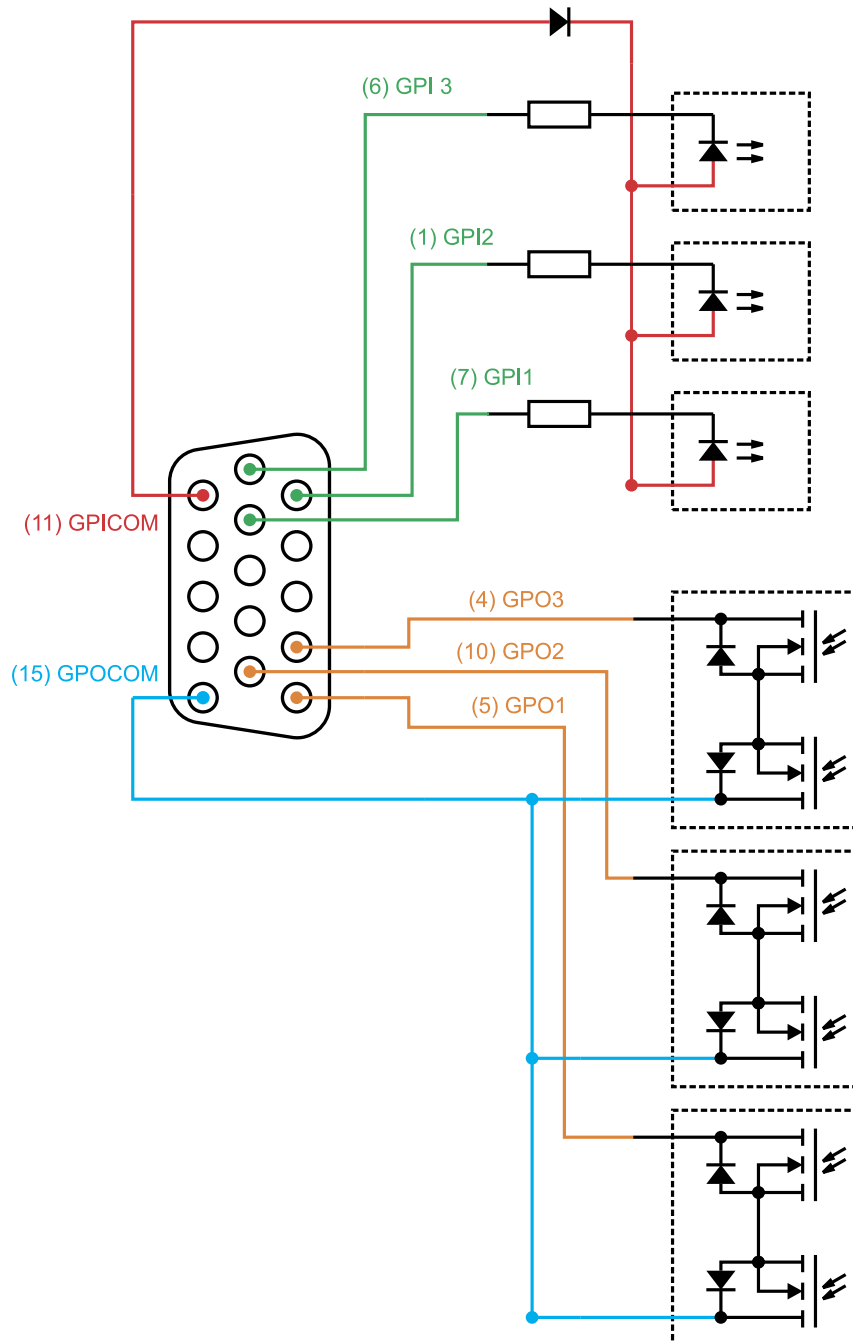 (6) GPI 3
(1) GPI2
(7) GPI1
(11) GPICOM
(4) GPO3
(10) GPO2
(15) GPOCOM
(5) GPO1